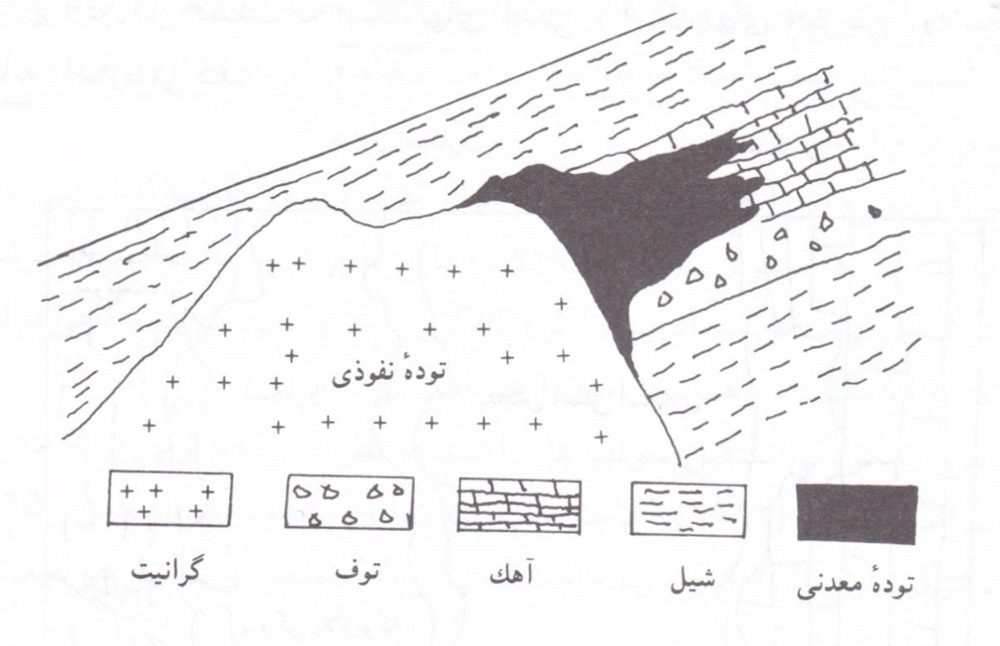 تودهٔ نفوذی
گرانیت
توف
آهك
شیل
تودهٔ معدنی